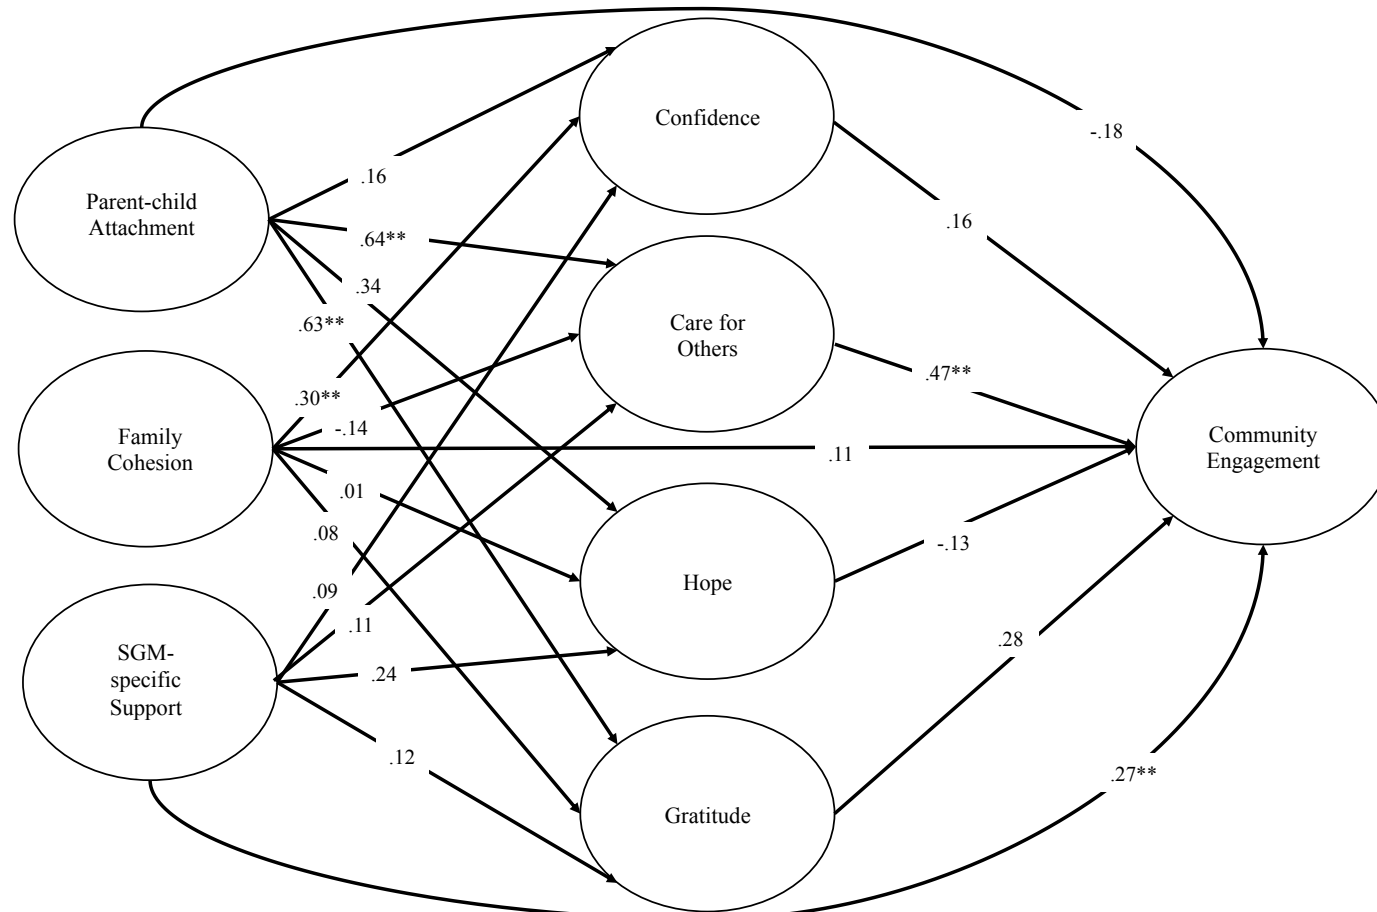 Confidence
-.18
Parent-child
Attachment
.16
.16
.64**
.34
.63**
Care for
Others
.47**
.30**
-.14
Family
Cohesion
.11
Community
Engagement
.01
.08
-.13
Hope
.09
.11
SGM-
specific
Support
.24
.28
.12
.27**
Gratitude